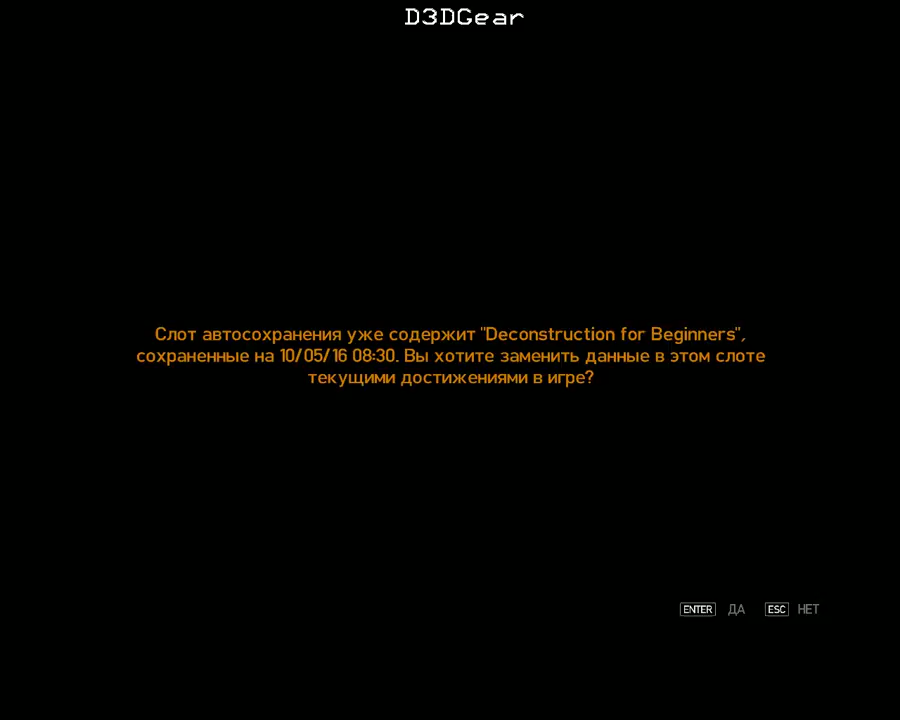 D3DGear
Слот автосохранения уже содержит "Deconstruction for Beginners",
сохраненные на 10/05/16 08:30. Вы хотите заменить данные в этом слоте
текущими достижениями в игре?
ENTER ДА ESC НЕТ